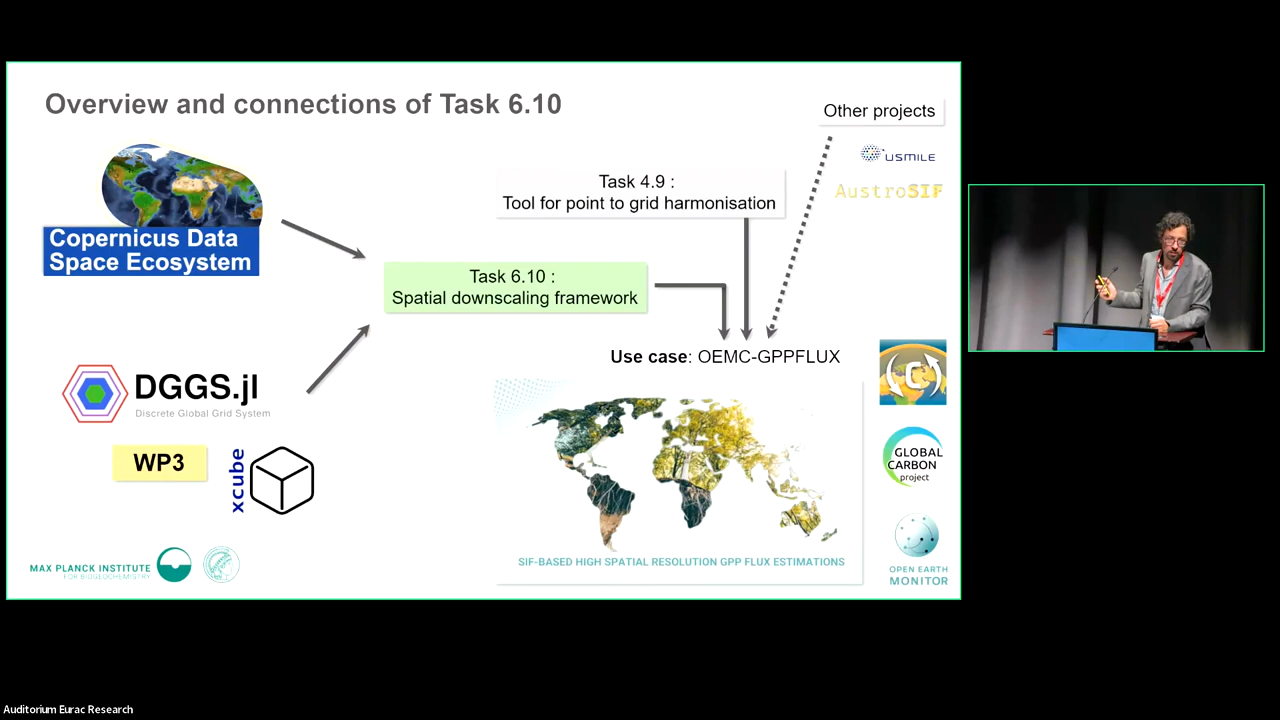 Overview and connections of Task 6.10
Other projects
USMILE
AustroSIF
Task 4.9 :
Tool for point to grid harmonisation
Copernicus Data
Space Ecosystem
Task 6.10 :
Spatial downscaling framework
Use case: OEMC-GPPFLUX
DGGS.jl
Discrete Global Grid System
WP3
xcube
C
GLOBAL
CARBON
project
SIF-BASED HIGH SPATIAL RESOLUTION GPP FLUX ESTIMATIONS
MAX PLANCK INSTITUTE
FOR BIOGEOCHEMISTRY
OPEN EARTH
MONITOR
Auditorium Eurac Research